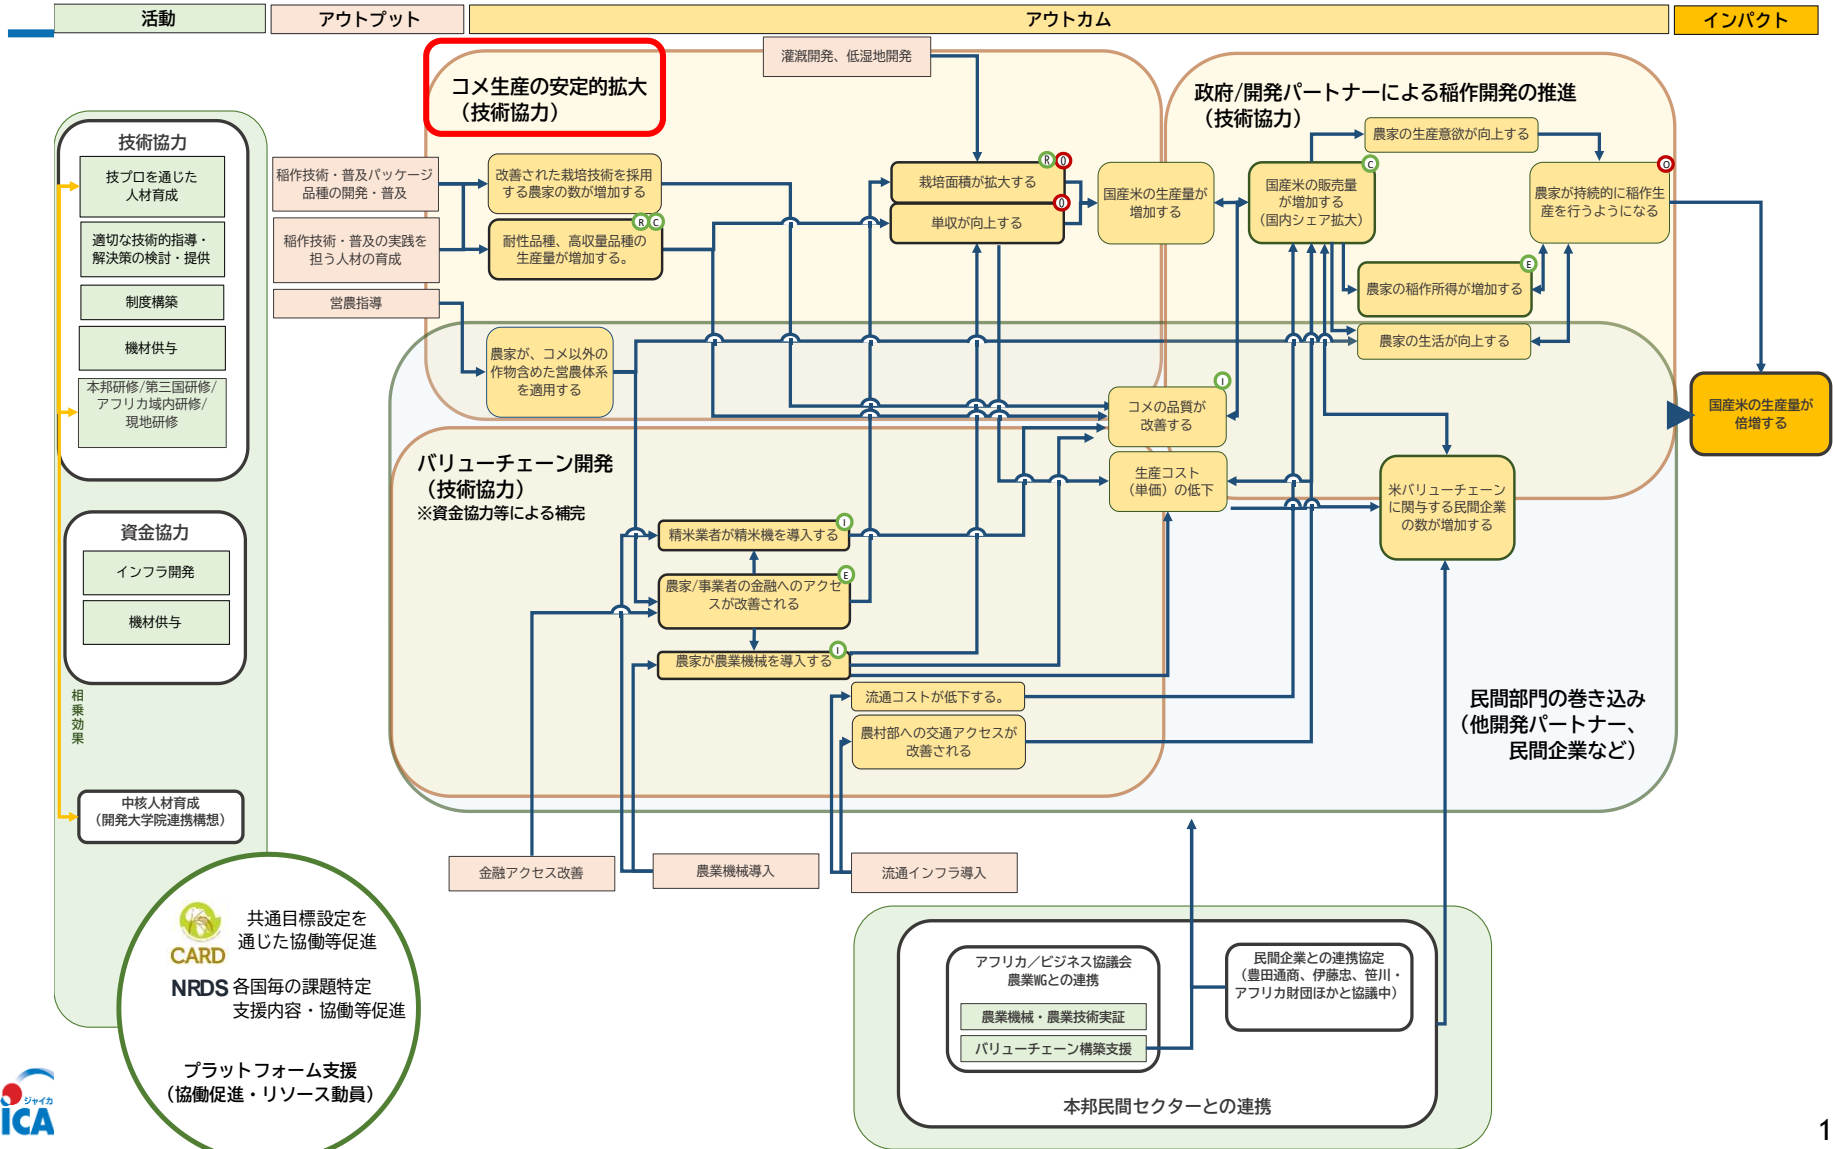 活動
アウトプット
アウトカム
インパクト
コメ生産の安定的拡大
（技術協力）
灌漑開発、低湿地開発
政府/開発パートナーによる稲作開発の推進
（技術協力）
技術協力
技プロを通じた
人材育成
適切な技術的指導・
解決策の検討・提供
制度構築
機材供与
本邦研修/第三国研修/
アフリカ域内研修/
現地研修
資金協力
インフラ開発
機材供与
相
乗
効
果
中核人材育成
（開発大学院連携構想）
稲作技術・普及パッケージ
品種の開発・普及
稲作技術・普及の実践を
担う人材の育成
営農指導
改善された栽培技術を採用
する農家の数が増加する
R C
耐性品種、高収量品種の
生産量が増加する。
農家が、コメ以外の
作物含めた営農体系
を適用する
R O
栽培面積が拡大する
O
単収が向上する
国産米の生産量が
増加する
C
国産米の販売量
が増加する
（国内シェア拡大）
農家の生産意欲が向上する
O
農家が持続的に稲作生
産を行うようになる
E
農家の稲作所得が増加する
農家の生活が向上する
I
コメの品質が
改善する
生産コスト
（単価）の低下
米バリューチェーン
に関与する民間企業
の数が増加する
国産米の生産量が
倍増する
バリューチェーン開発
（技術協力）
※資金協力等による補完
I
精米業者が精米機を導入する
E
農家/事業者の金融へのアクセ
スが改善される
I
農家が農業機械を導入する
流通コストが低下する。
農村部への交通アクセスが
改善される
民間部門の巻き込み
（他開発パートナー、
民間企業など）
金融アクセス改善
農業機械導入
流通インフラ導入
CARD
共通目標設定を
通じた協働等促進
NRDS
各国毎の課題特定
支援内容・協働等促進
プラットフォーム支援
（協働促進・リソース動員）
アフリカ／ビジネス協議会
農業WGとの連携
農業機械・農業技術実証
バリューチェーン構築支援
民間企業との連携協定
（豊田通商、伊藤忠、笹川・
アフリカ財団ほかと協議中）
本邦民間セクターとの連携
ジャイカ
ICA
1